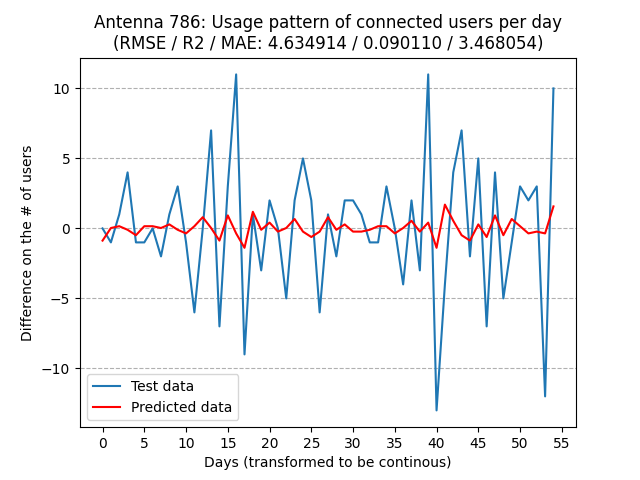 Antenna 786: Usage pattern of connected users per day
(RMSE / R2 / MAE: 4.634914 / 0.090110 / 3.468054)
Difference on the # of users
10
5
0
−5
−10
Test data
Predicted data
0 5 10 15 20 25 30 35 40 45 50 55
Days (transformed to be continous)